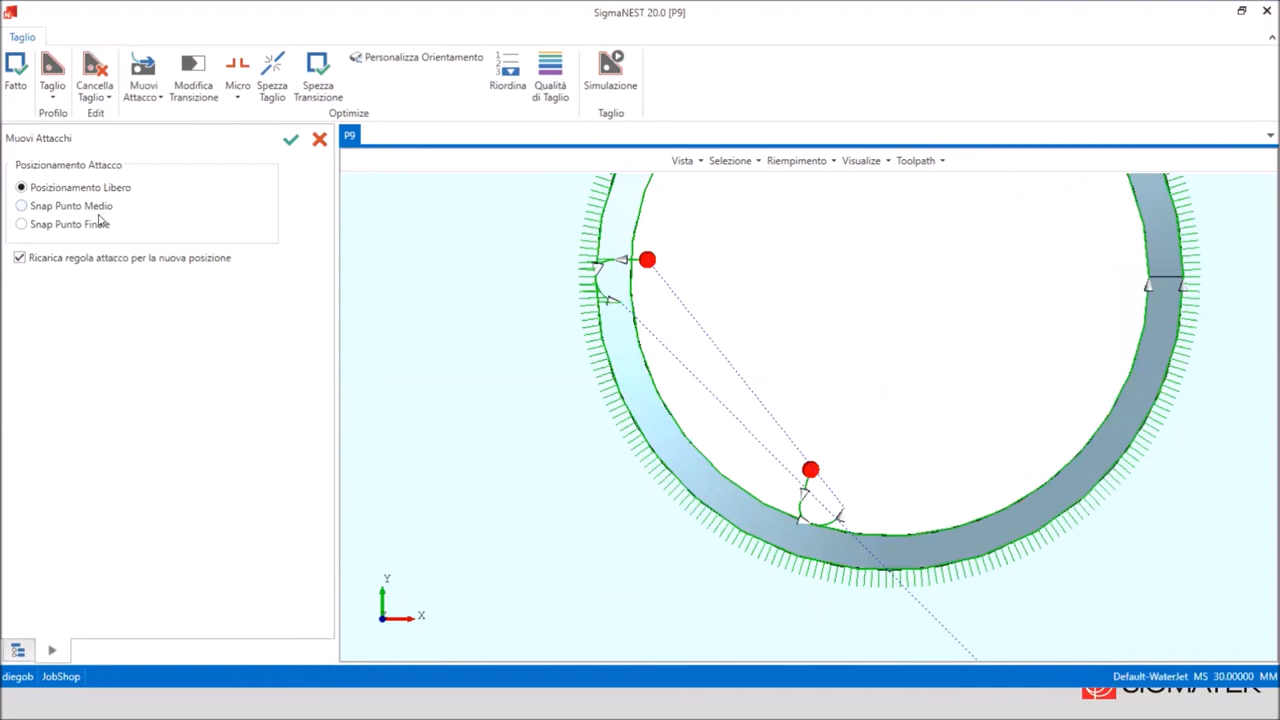 SigmaNEST 20.0 [P9]
Taglio
Fatto
Taglio
Cancella
Taglio
Muovi
Attacco
Modifica
Transizione
Micro
Spezza
Taglio
Spezza
Transizione
Personalizza Orientamento
1
2
3
Riordina
Qualità
di Taglio
Simulazione
Profilo
Edit
Optimize
Taglio
Muovi Attacchi
P9
Posizionamento Attacco
Posizionamento Libero
Snap Punto Medio
Snap Punto Finale
Ricarica regola attacco per la nuova posizione
Vista
Selezione
Riempimento
Visualize
Toolpath
Y
X
diegob
JobShop
Default-WaterJet MS 30.00000 MM